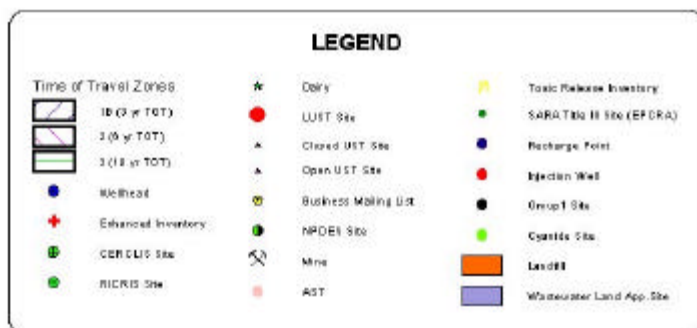 LEGEND
Time of Travel Zones
1B (3 yr TOT)
2 (6 yr TOT)
3 (10 yr TOT)
Wellhead
Enhanced Inventory
CERCLIS Site
RICRIS Site
Dairy
LUST Site
Closed UST Site
Open UST Site
Business Mailing List
NPDES Site
Mine
AST
Toxic Release Inventory
SARA Title III Site (EPCRA)
Recharge Point
Injection Well
Group1 Site
Cyanide Site
Landfill
Wastewater Land App. Site